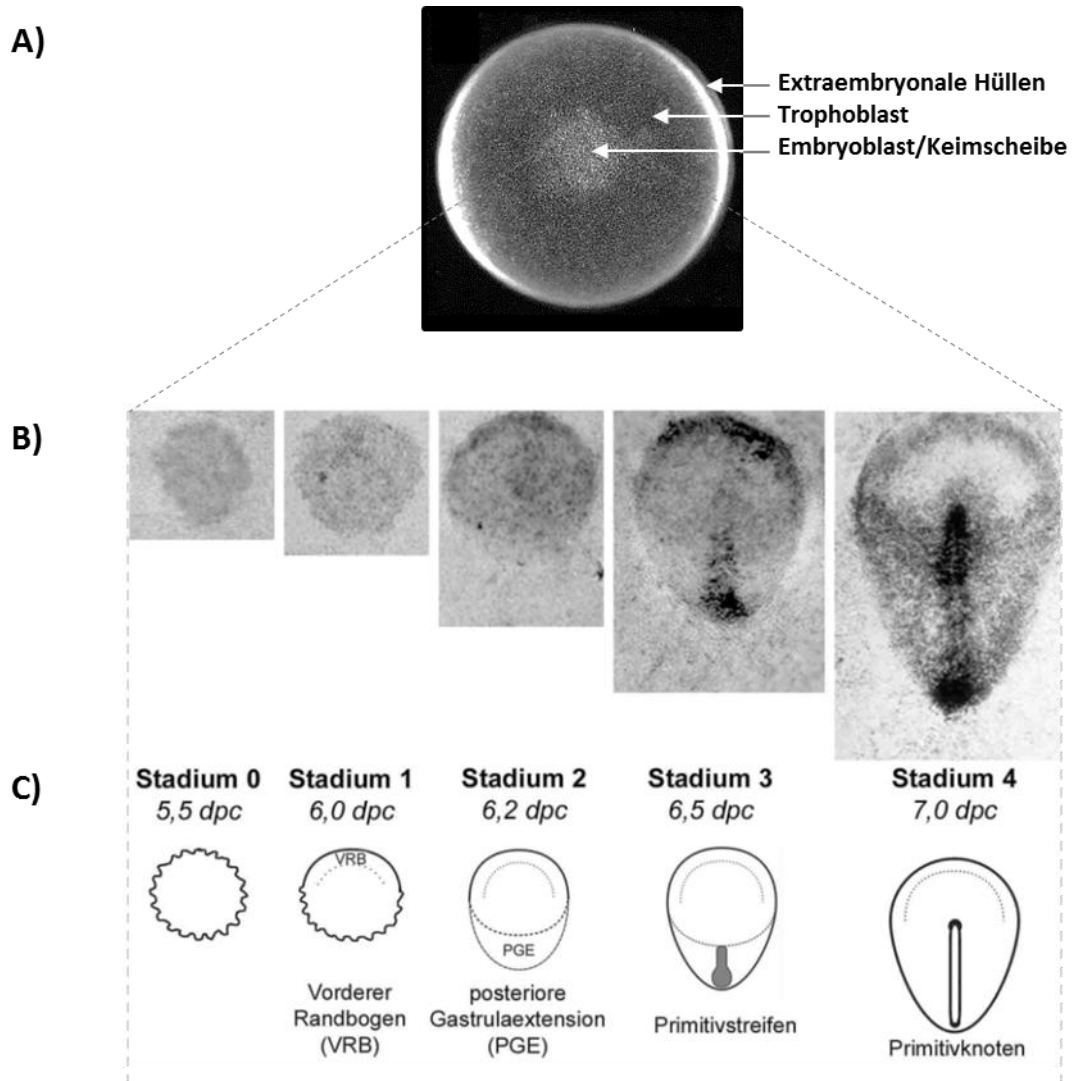 A)
Extraembryonale Hüllen
Trophoblast
Embryoblast/Keimscheibe
B)
C)
Stadium 0
5,5 dpc
Stadium 1
6,0 dpc
VRB
Vorderer
Randbogen
(VRB)
Stadium 2
6,2 dpc
PGE
posteriore
Gastrulaextension
(PGE)
Stadium 3
6,5 dpc
Primitivstreifen
Stadium 4
7,0 dpc
Primitivknoten